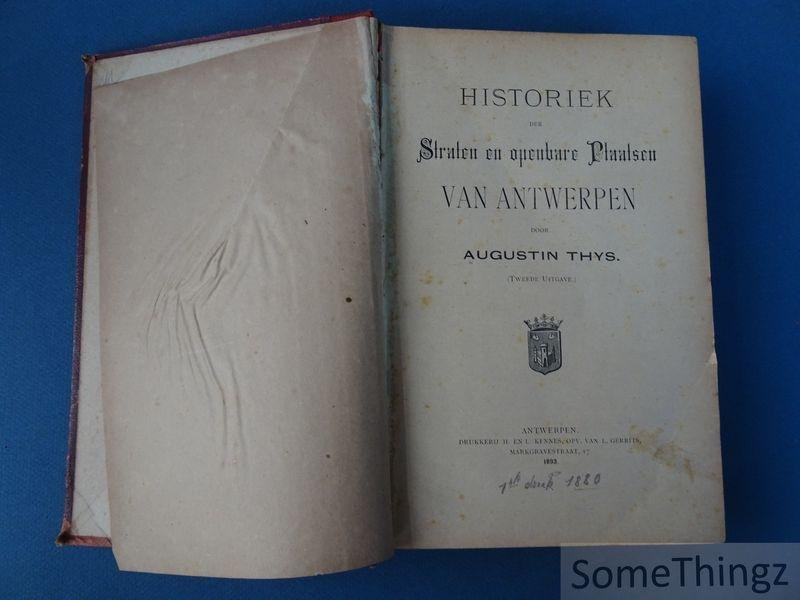 HISTORIEK
DER
Straten en openbare Plaatsen
VAN ANTWERPEN
DOOR
AUGUSTIN THYS.
(TWEEDE UITGAVE.)
ANTWERPEN.
DRUKKERIJ H. EN L. KENNES, OPV. VAN L. GERRITS,
MARKGRAVESTRAAT, 17
1893
1ste druk 1880
SomeThingz